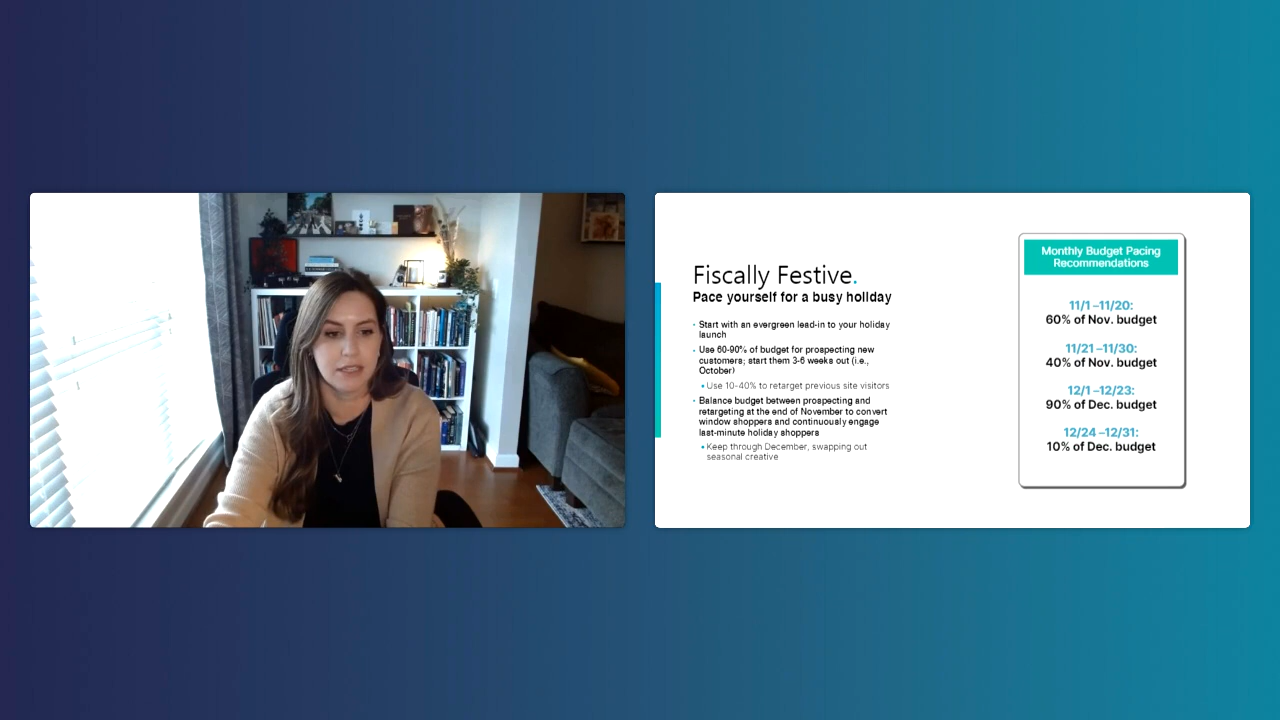 Fiscally Festive.
Pace yourself for a busy holiday
Start with an evergreen lead-in to your holiday
launch
Use 60-90% of budget for prospecting new
customers; start them 3-6 weeks out (i.e.,
October)
Use 10-40% to retarget previous site visitors
Balance budget between prospecting and
retargeting at the end of November to convert
window shoppers and continuously engage
last-minute holiday shoppers
Keep through December, swapping out
seasonal creative
Monthly Budget Pacing
Recommendations
11/1 –11/20:
60% of Nov. budget
11/21 –11/30:
40% of Nov. budget
12/1 –12/23:
90% of Dec. budget
12/24 –12/31:
10% of Dec. budget